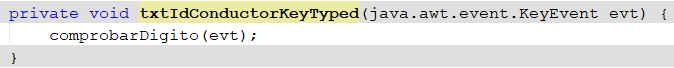 private void txtIdConductorKeyTyped(java.awt.event.KeyEvent evt) {
    comprobarDigito(evt);
}